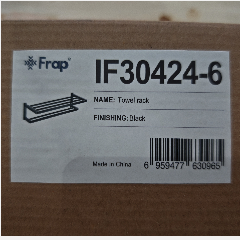 Frap®
IF30424-6
NAME: Towel rack
FINISHING: Black
Made in China
6 959477 630965